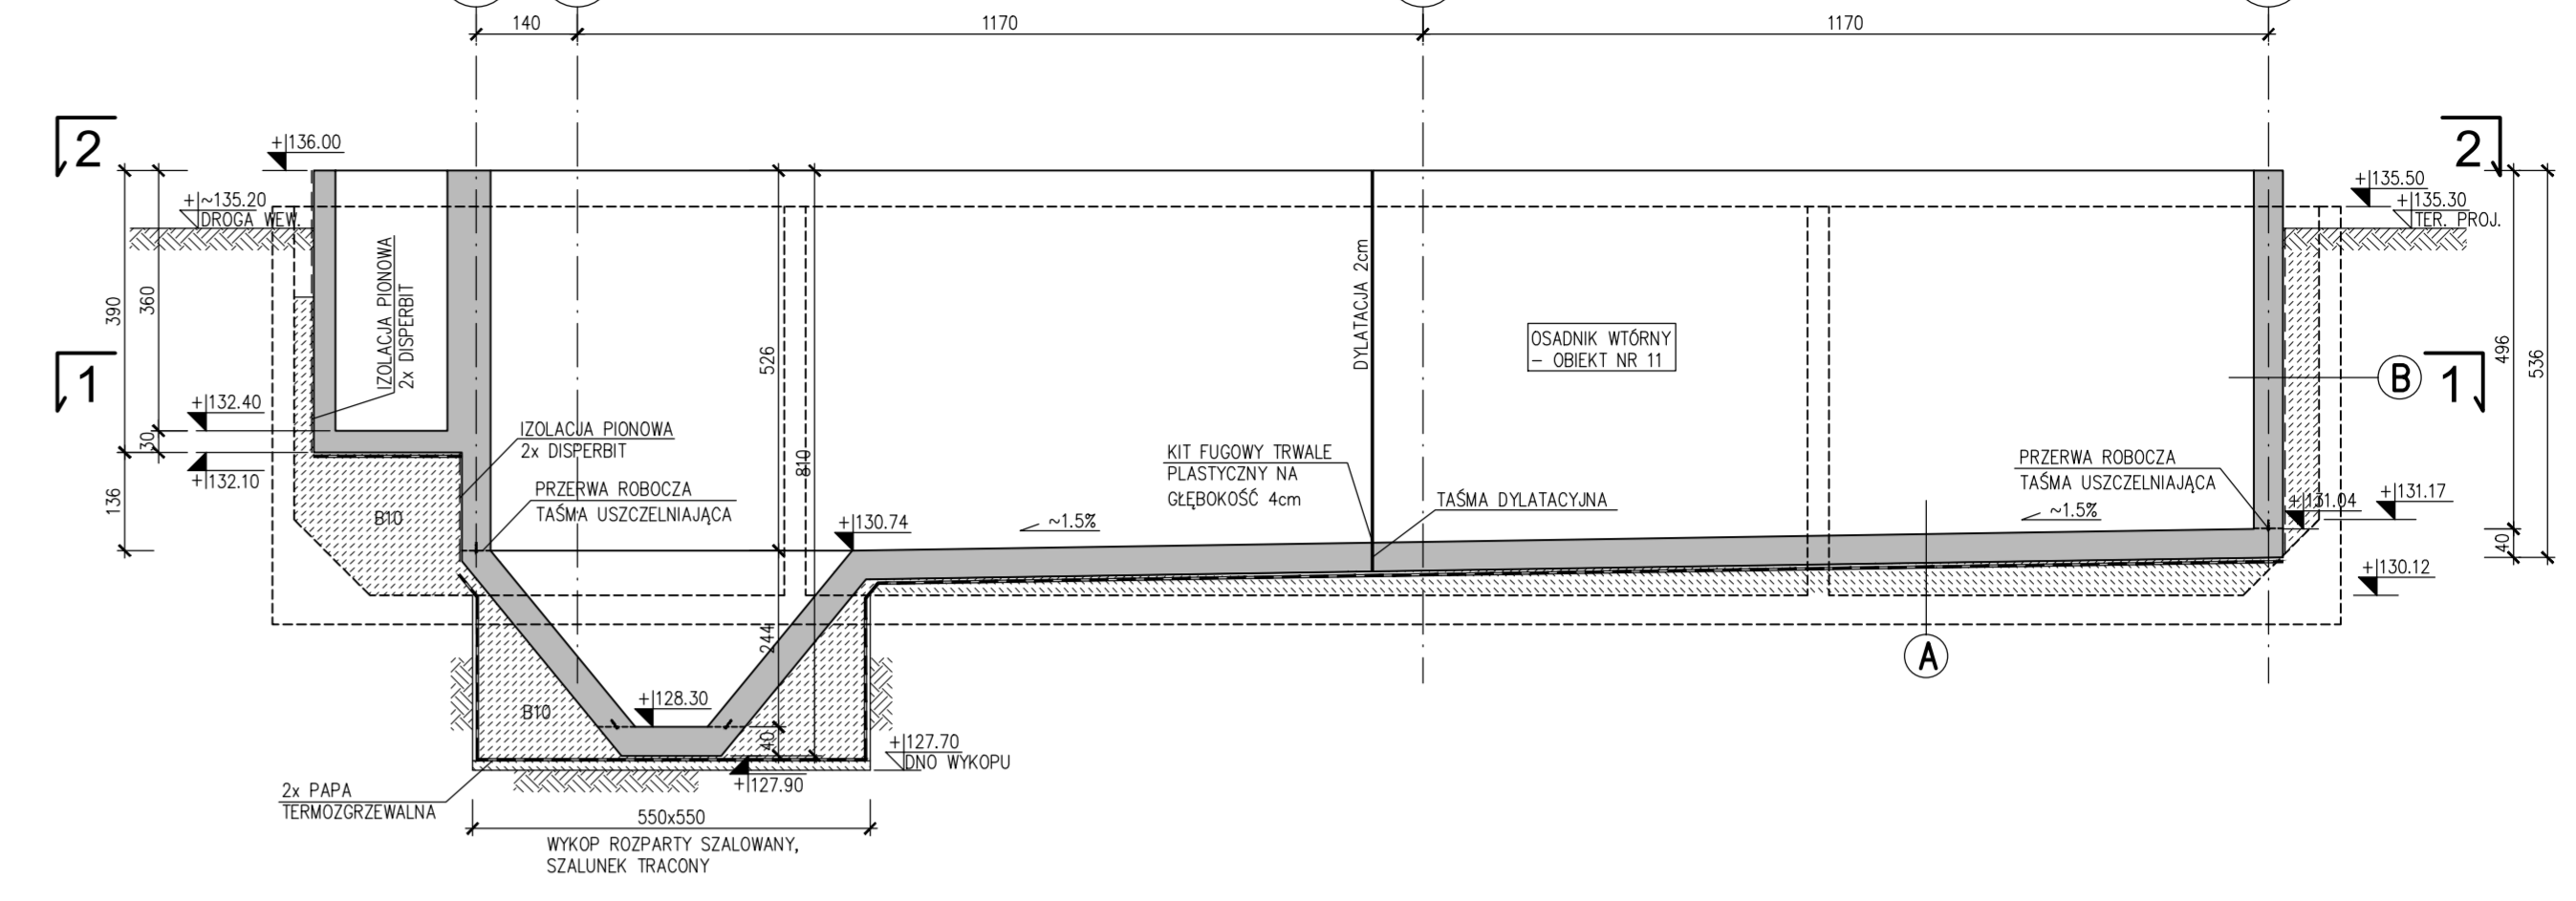 140
1170
1170
2
2
+136.00
+~135.20
DROGA WEW.
+135.50
+135.30
TER. PROJ.
390
360
30
136
IZOLACJA PIONOWA
2x DISPERBIT
526
810
DYLATACJA 2cm
OSADNIK WTÓRNY
– OBIEKT NR 11
496
536
40
1
1
B
+132.40
+132.10
IZOLACJA PIONOWA
2x DISPERBIT
PRZERWA ROBOCZA
TAŚMA USZCZELNIAJĄCA
B10
KIT FUGOWY TRWALE
PLASTYCZNY NA
GŁĘBOKOŚĆ 4cm
TAŚMA DYLATACYJNA
PRZERWA ROBOCZA
TAŚMA USZCZELNIAJĄCA
+130.74
~1.5%
~1.5%
+131.04
+131.17
+130.12
244
A
+128.30
B10
40
+127.70
DNO WYKOPU
+127.90
2x PAPA
TERMOZGRZEWALNA
550x550
WYKOP ROZPARTY SZALOWANY,
SZALUNEK TRACONY